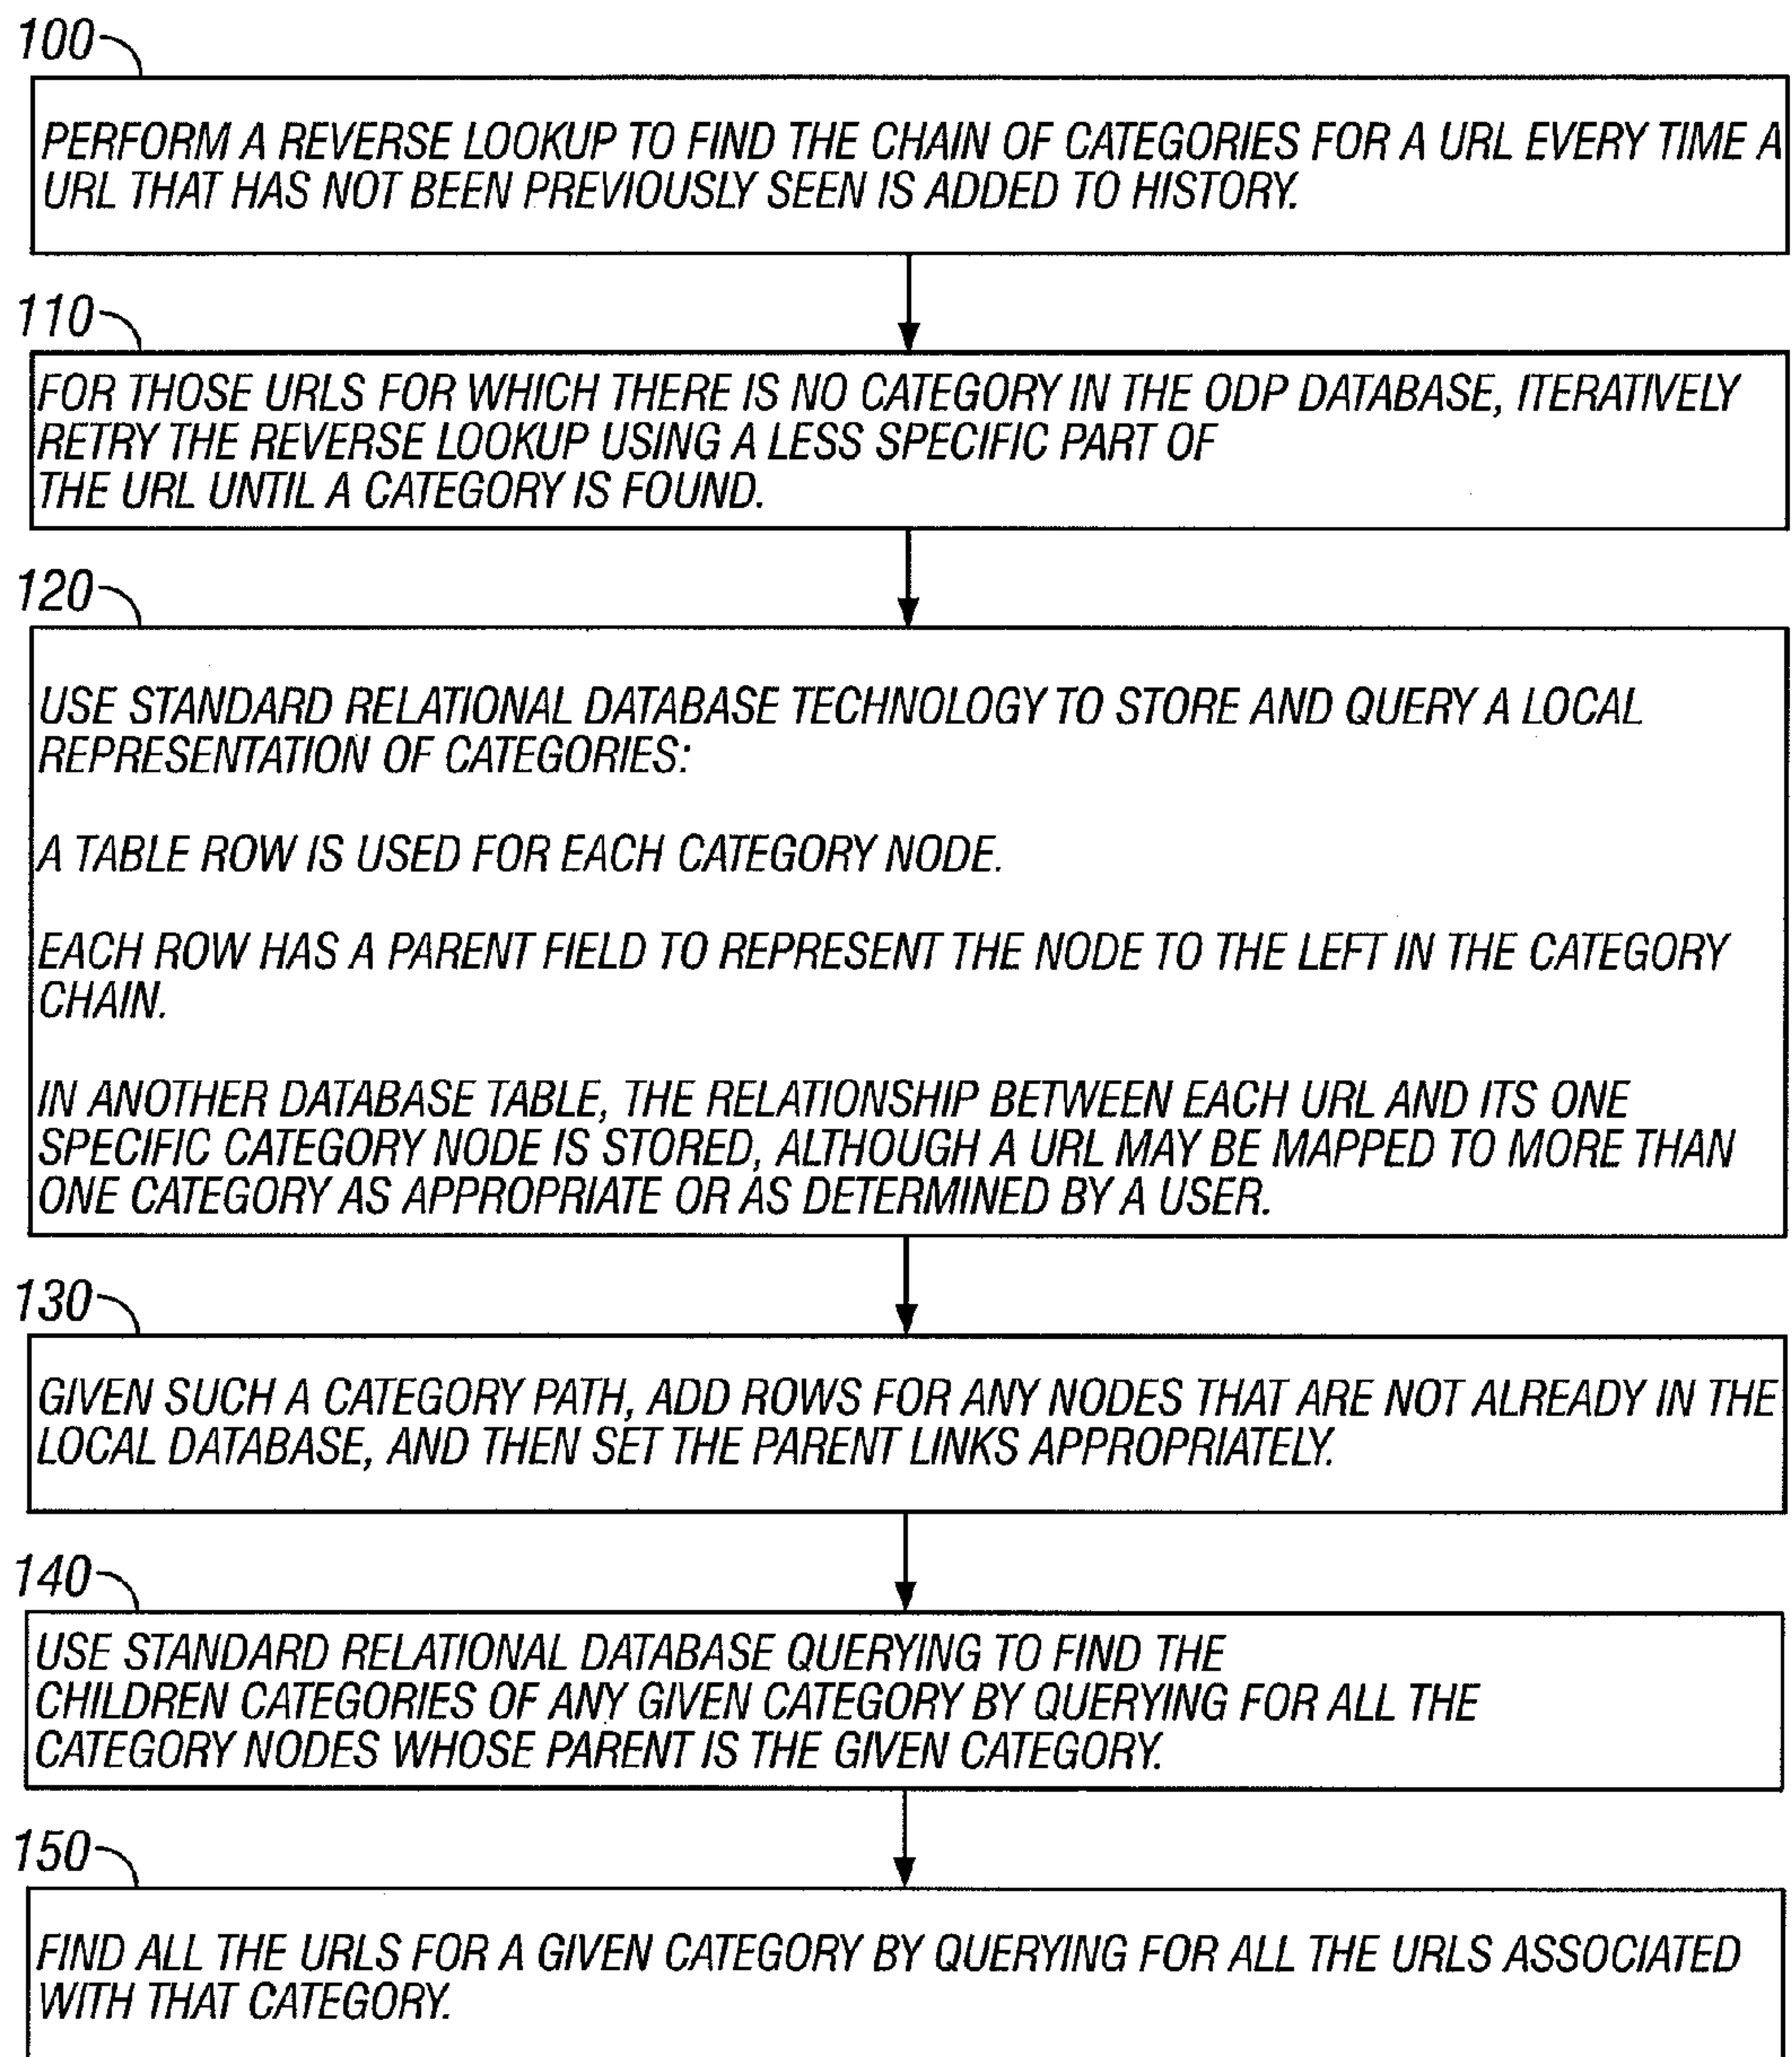 100
PERFORM A REVERSE LOOKUP TO FIND THE CHAIN OF CATEGORIES FOR A URL EVERY TIME A
URL THAT HAS NOT BEEN PREVIOUSLY SEEN IS ADDED TO HISTORY.
110
FOR THOSE URLS FOR WHICH THERE IS NO CATEGORY IN THE ODP DATABASE, ITERATIVELY
RETRY THE REVERSE LOOKUP USING A LESS SPECIFIC PART OF
THE URL UNTIL A CATEGORY IS FOUND.
120
USE STANDARD RELATIONAL DATABASE TECHNOLOGY TO STORE AND QUERY A LOCAL
REPRESENTATION OF CATEGORIES:
A TABLE ROW IS USED FOR EACH CATEGORY NODE.
EACH ROW HAS A PARENT FIELD TO REPRESENT THE NODE TO THE LEFT IN THE CATEGORY
CHAIN.
IN ANOTHER DATABASE TABLE, THE RELATIONSHIP BETWEEN EACH URL AND ITS ONE
SPECIFIC CATEGORY NODE IS STORED, ALTHOUGH A URL MAY BE MAPPED TO MORE THAN
ONE CATEGORY AS APPROPRIATE OR AS DETERMINED BY A USER.
130
GIVEN SUCH A CATEGORY PATH, ADD ROWS FOR ANY NODES THAT ARE NOT ALREADY IN THE
LOCAL DATABASE, AND THEN SET THE PARENT LINKS APPROPRIATELY.
140
USE STANDARD RELATIONAL DATABASE QUERYING TO FIND THE
CHILDREN CATEGORIES OF ANY GIVEN CATEGORY BY QUERYING FOR ALL THE
CATEGORY NODES WHOSE PARENT IS THE GIVEN CATEGORY.
150
FIND ALL THE URLS FOR A GIVEN CATEGORY BY QUERYING FOR ALL THE URLS ASSOCIATED
WITH THAT CATEGORY.